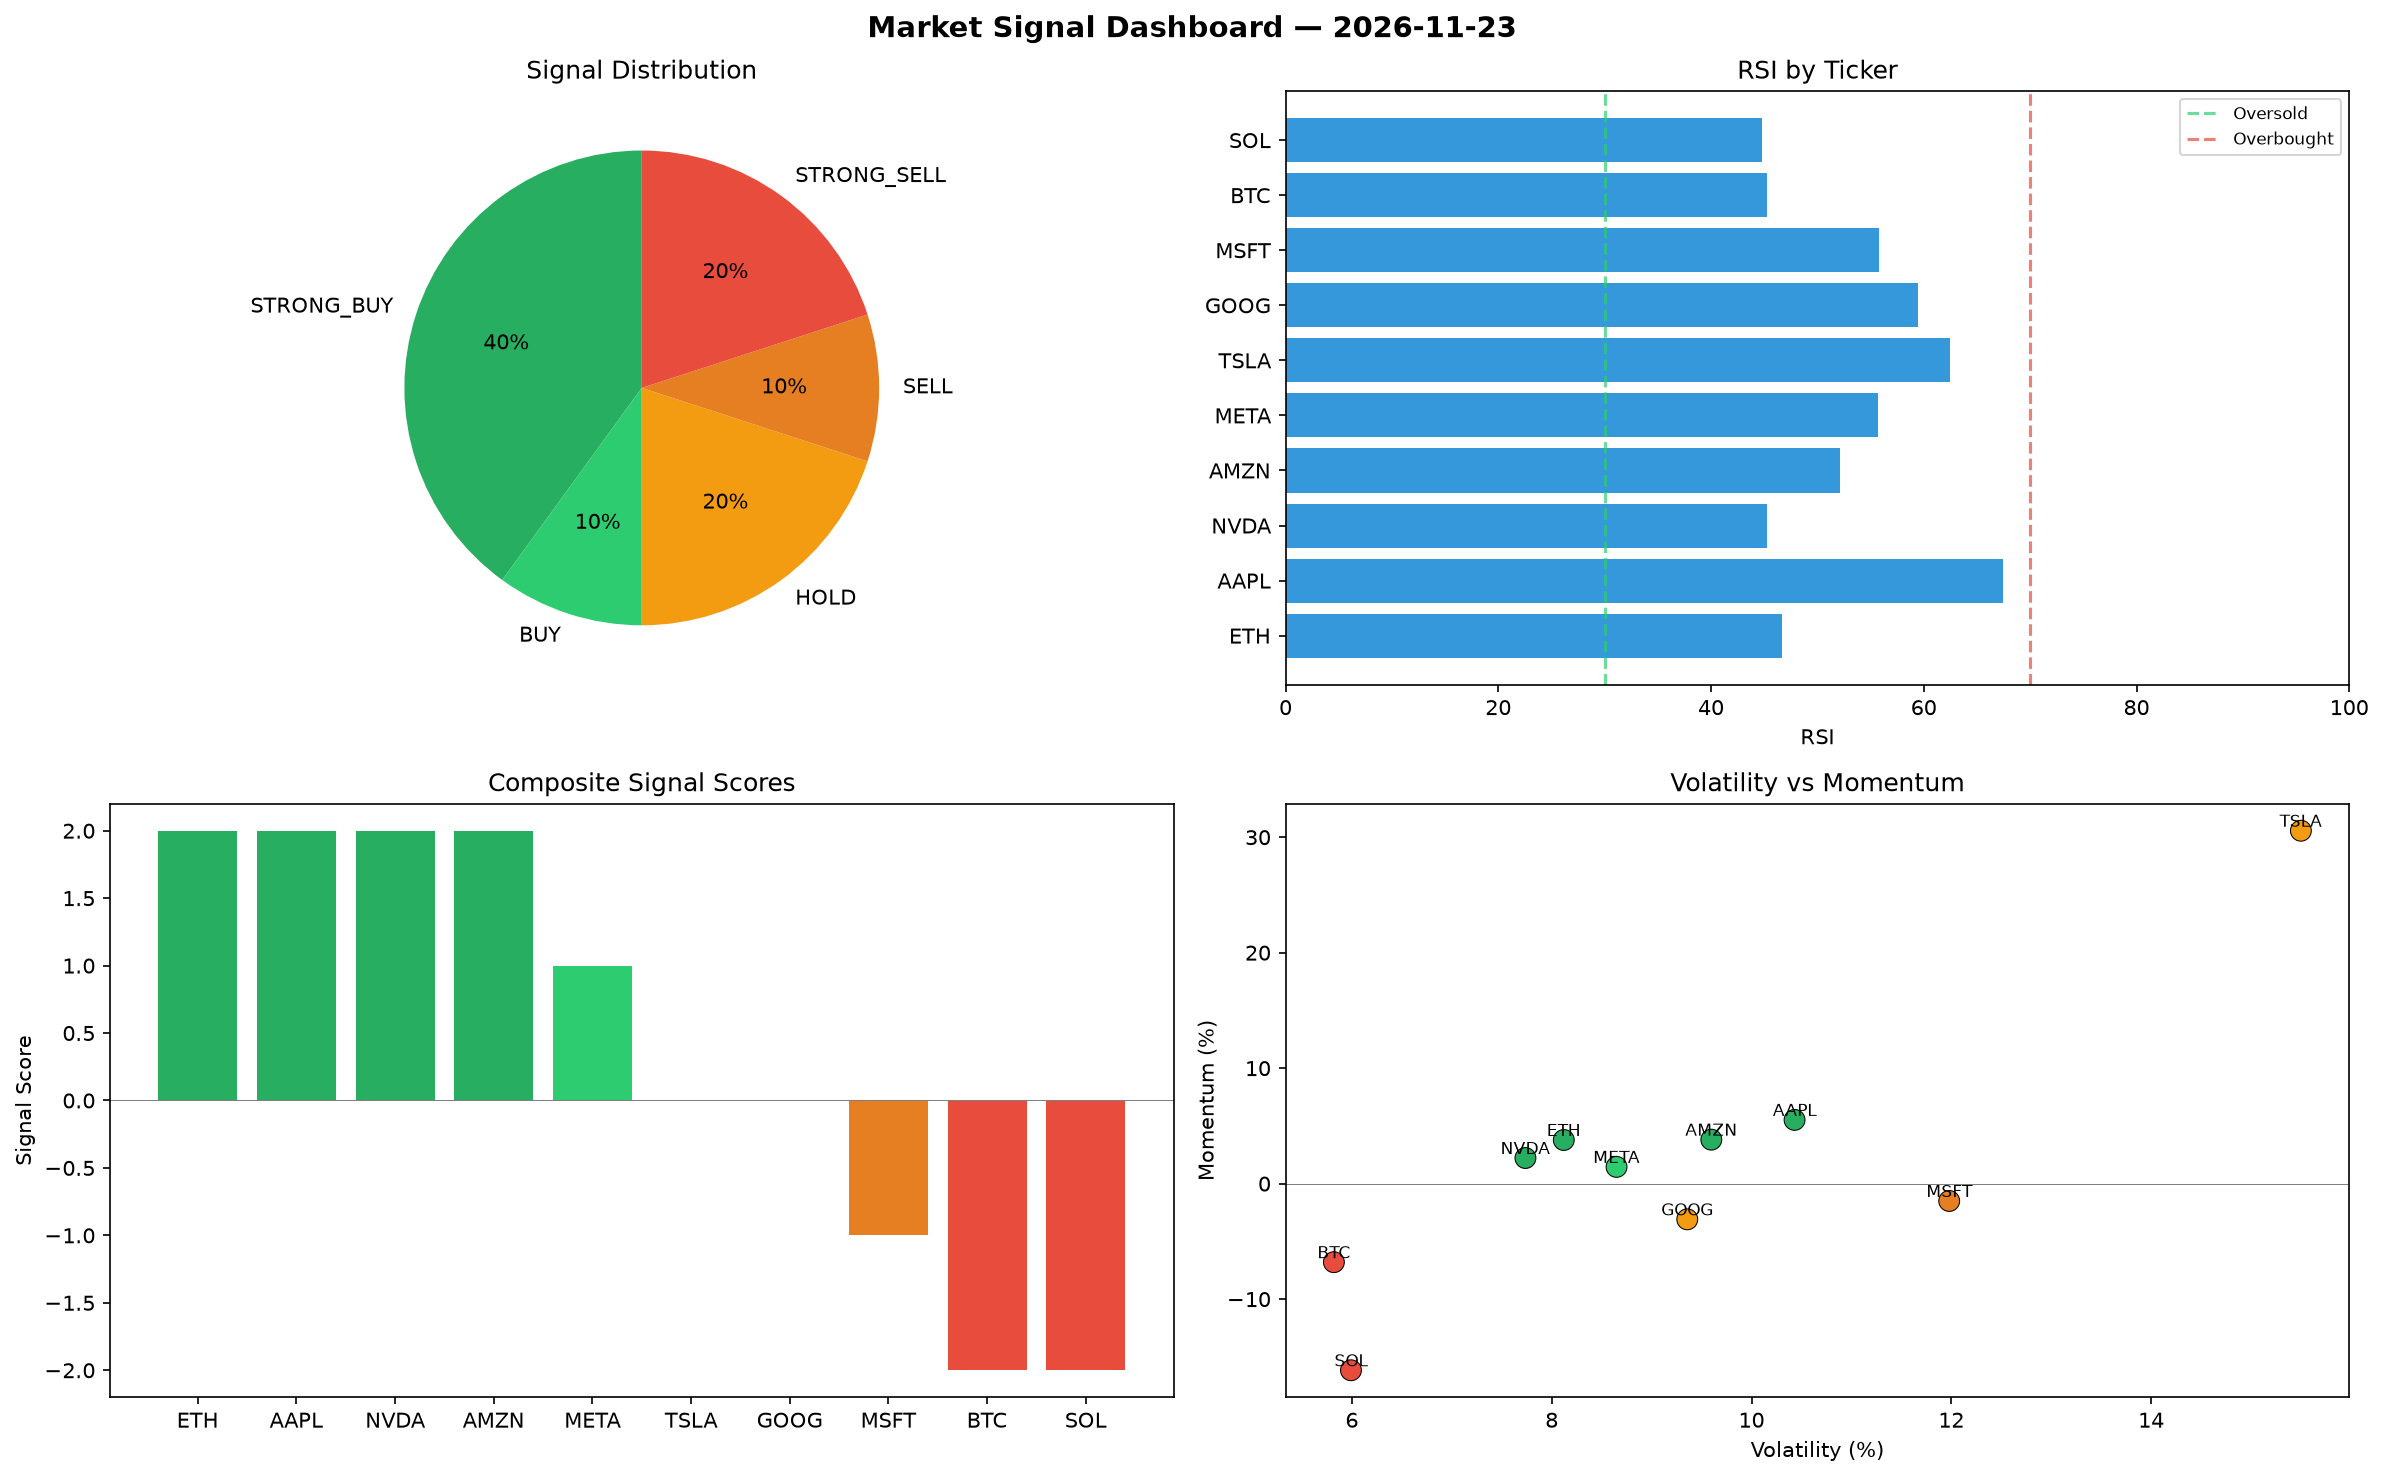 Market Signal Dashboard — 2026-11-23
Signal Distribution
STRONG_SELL
20%
STRONG_BUY
40%
10%
SELL
10%
20%
HOLD
BUY
RSI by Ticker
Oversold
Overbought
SOL
BTC
MSFT
GOOG
TSLA
META
AMZN
NVDA
AAPL
ETH
0 20 40 60 80 100
RSI
Composite Signal Scores
Signal Score
2.0
1.5
1.0
0.5
0.0
−0.5
−1.0
−1.5
−2.0
ETH AAPL NVDA AMZN META TSLA GOOG MSFT BTC SOL
Volatility vs Momentum
Momentum (%)
30
20
10
0
−10
TSLA
AAPL
ETH
AMZN
NVDA
META
MSFT
GOOG
BTC
SOL
6 8 10 12 14
Volatility (%)